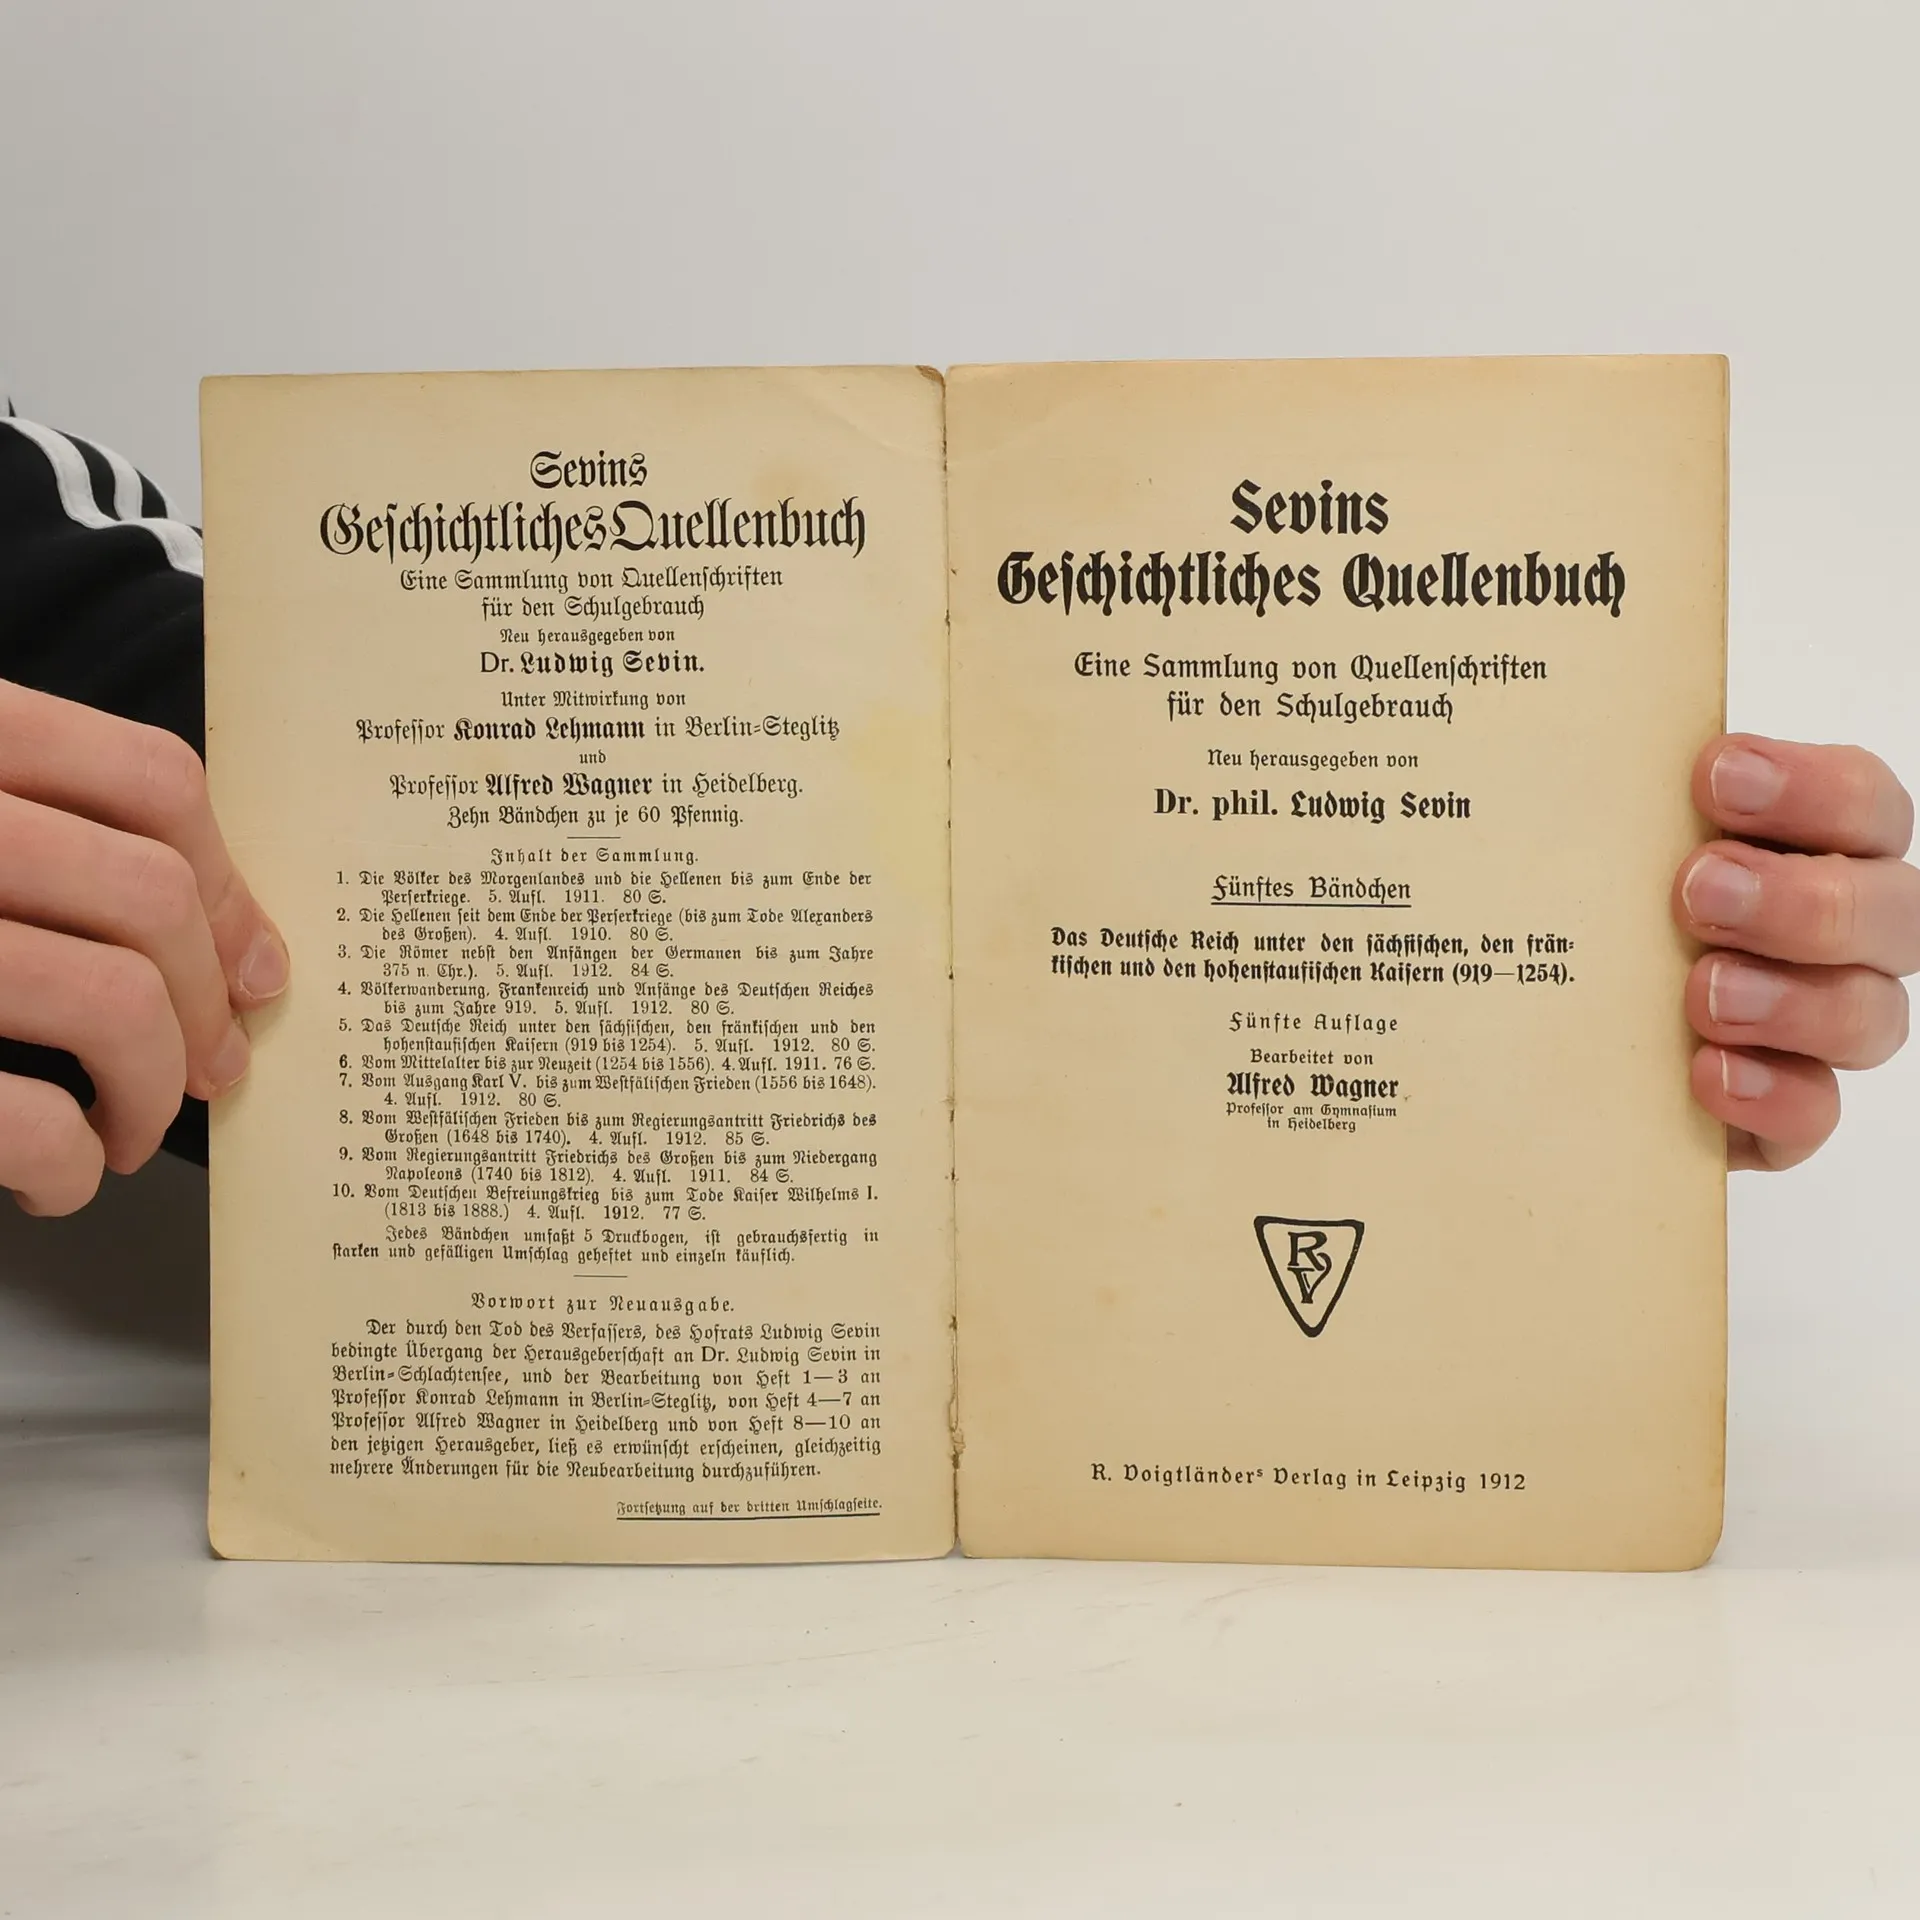 Sevins
Geschichtliches Quellenbuch
Eine Sammlung von Quellenschriften
für den Schulgebrauch
Neu herausgegeben von
Dr. Ludwig Sevin.
Unter Mitwirkung von
Professor Konrad Lehmann in Berlin-Steglitz
und
Professor Alfred Wagner in Heidelberg.
Zehn Bändchen zu je 60 Pfennig.
Inhalt der Sammlung.
1. Die Völker des Morgenlandes und die Hellenen bis zum Ende der
Perserkriege. 5. Aufl. 1911. 80 S.
2. Die Hellenen seit dem Ende der Perserkriege (bis zum Tode Alexanders
des Großen). 4. Aufl. 1910. 80 S.
3. Die Römer nebst den Anfängen der Germanen bis zum Jahre
375 n. Chr.). 5. Aufl. 1912. 84 S.
4. Völkerwanderung, Frankenreich und Anfänge des Deutschen Reiches
bis zum Jahre 919. 5. Aufl. 1912. 80 S.
5. Das Deutsche Reich unter den sächsischen, den fränkischen und den
hohenstaufischen Kaisern (919 bis 1254). 5. Aufl. 1912. 80 S.
6. Vom Mittelalter bis zur Neuzeit (1254 bis 1556). 4. Aufl. 1911. 76 S.
7. Vom Ausgang Karl V. bis zum Westfälischen Frieden (1556 bis 1648).
4. Aufl. 1912. 80 S.
8. Vom Westfälischen Frieden bis zum Regierungsantritt Friedrichs des
Großen (1648 bis 1740). 4. Aufl. 1912. 85 S.
9. Vom Regierungsantritt Friedrichs des Großen bis zum Niedergang
Napoleons (1740 bis 1812). 4. Aufl. 1911. 84 S.
10. Vom Deutschen Befreiungskrieg bis zum Tode Kaiser Wilhelms I.
(1813 bis 1888.) 4. Aufl. 1912. 77 S.
Jedes Bändchen umfaßt 5 Druckbogen, ist gebrauchsfertig in
starken und gefälligen Umschlag geheftet und einzeln käuflich.
Vorwort zur Neuausgabe.
Der durch den Tod des Verfassers, des Hofrats Ludwig Sevin
bedingte Übergang der Herausgeberschaft an Dr. Ludwig Sevin in
Berlin-Schlachtensee, und der Bearbeitung von Heft 1—3 an
Professor Konrad Lehmann in Berlin-Steglitz, von Heft 4—7 an
Professor Alfred Wagner in Heidelberg und von Heft 8—10 an
den jetzigen Herausgeber, ließ es erwünscht erscheinen, gleichzeitig
mehrere Änderungen für die Neubearbeitung durchzuführen.
Fortsetzung auf der dritten Umschlagseite.
Sevins
Geschichtliches Quellenbuch
Eine Sammlung von Quellenschriften
für den Schulgebrauch
Neu herausgegeben von
Dr. phil. Ludwig Sevin
Fünftes Bändchen
Das Deutsche Reich unter den sächsischen, den frän-
kischen und den hohenstaufischen Kaisern (919—1254).
Fünfte Auflage
Bearbeitet von
Alfred Wagner
Professor am Gymnasium
in Heidelberg
RV
R. Voigtländers Verlag in Leipzig 1912